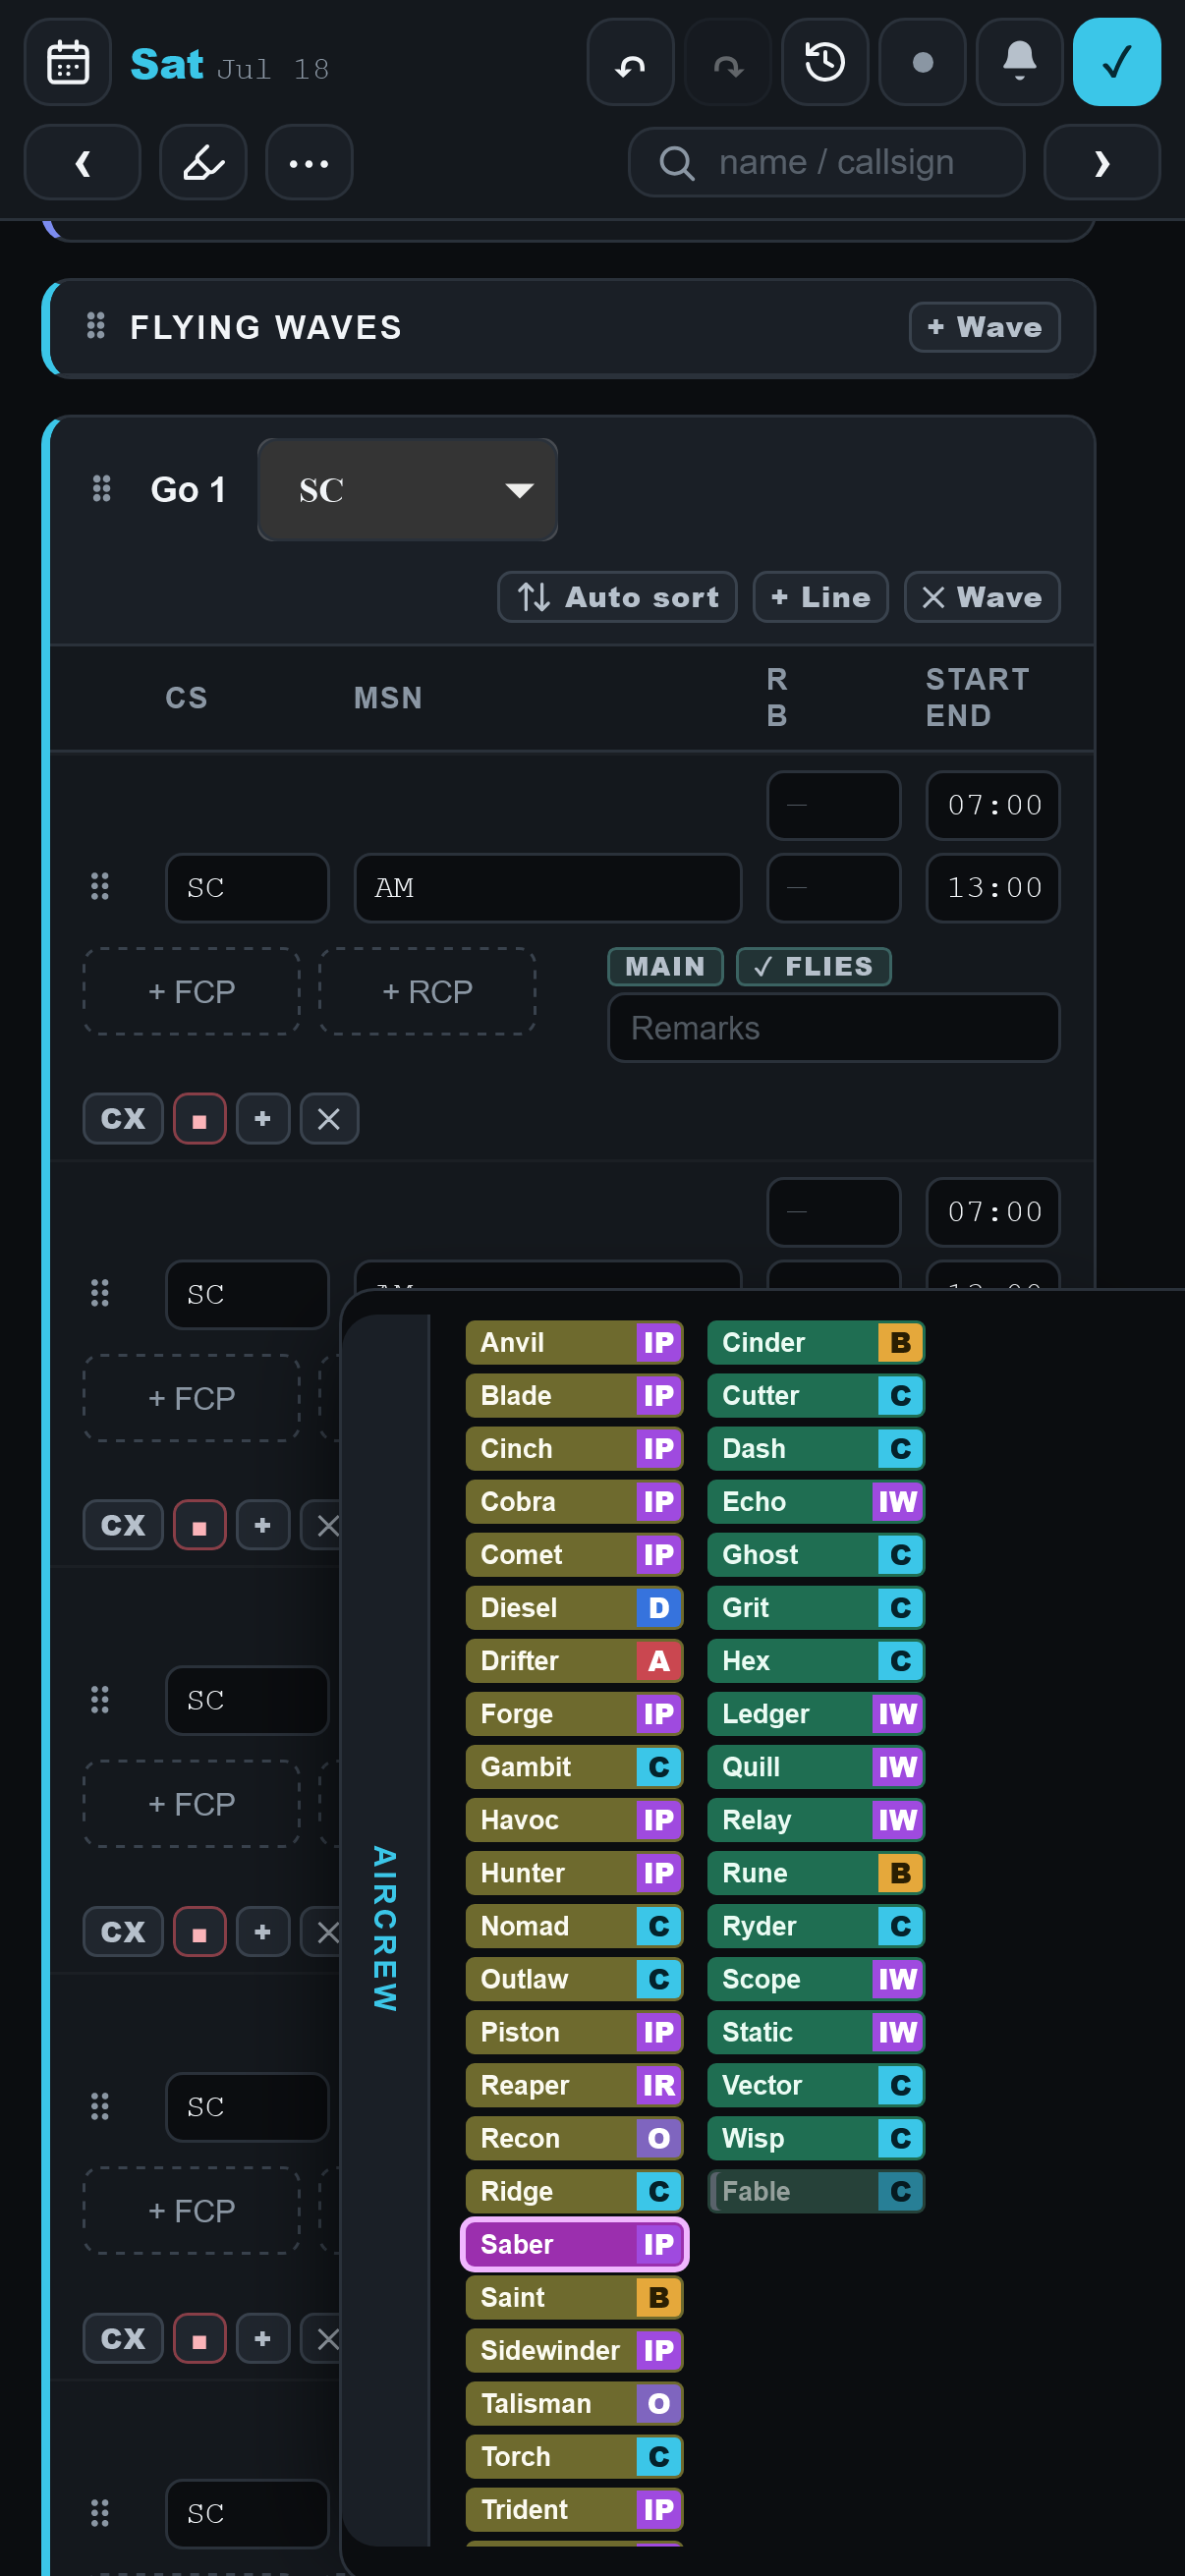 Sat Jul 18
name / callsign
FLYING WAVES
+ Wave
Go 1
SC
Auto sort
+ Line
Wave
CS
MSN
R
B
START
END
07:00
SC
AM
13:00
+ FCP
+ RCP
MAIN
✓ FLIES
Remarks
CX
+
07:00
SC
+ FCP
CX
+
SC
+ FCP
CX
+
SC
+ FCP
CX
+
SC
AIRCREW
Anvil IP
Blade IP
Cinch IP
Cobra IP
Comet IP
Diesel D
Drifter A
Forge IP
Gambit C
Havoc IP
Hunter IP
Nomad C
Outlaw C
Piston IP
Reaper IR
Recon O
Ridge C
Saber IP
Saint B
Sidewinder IP
Talisman O
Torch C
Trident IP
Cinder B
Cutter C
Dash C
Echo IW
Ghost C
Grit C
Hex C
Ledger IW
Quill IW
Relay IW
Rune B
Ryder C
Scope IW
Static IW
Vector C
Wisp C
Fable C